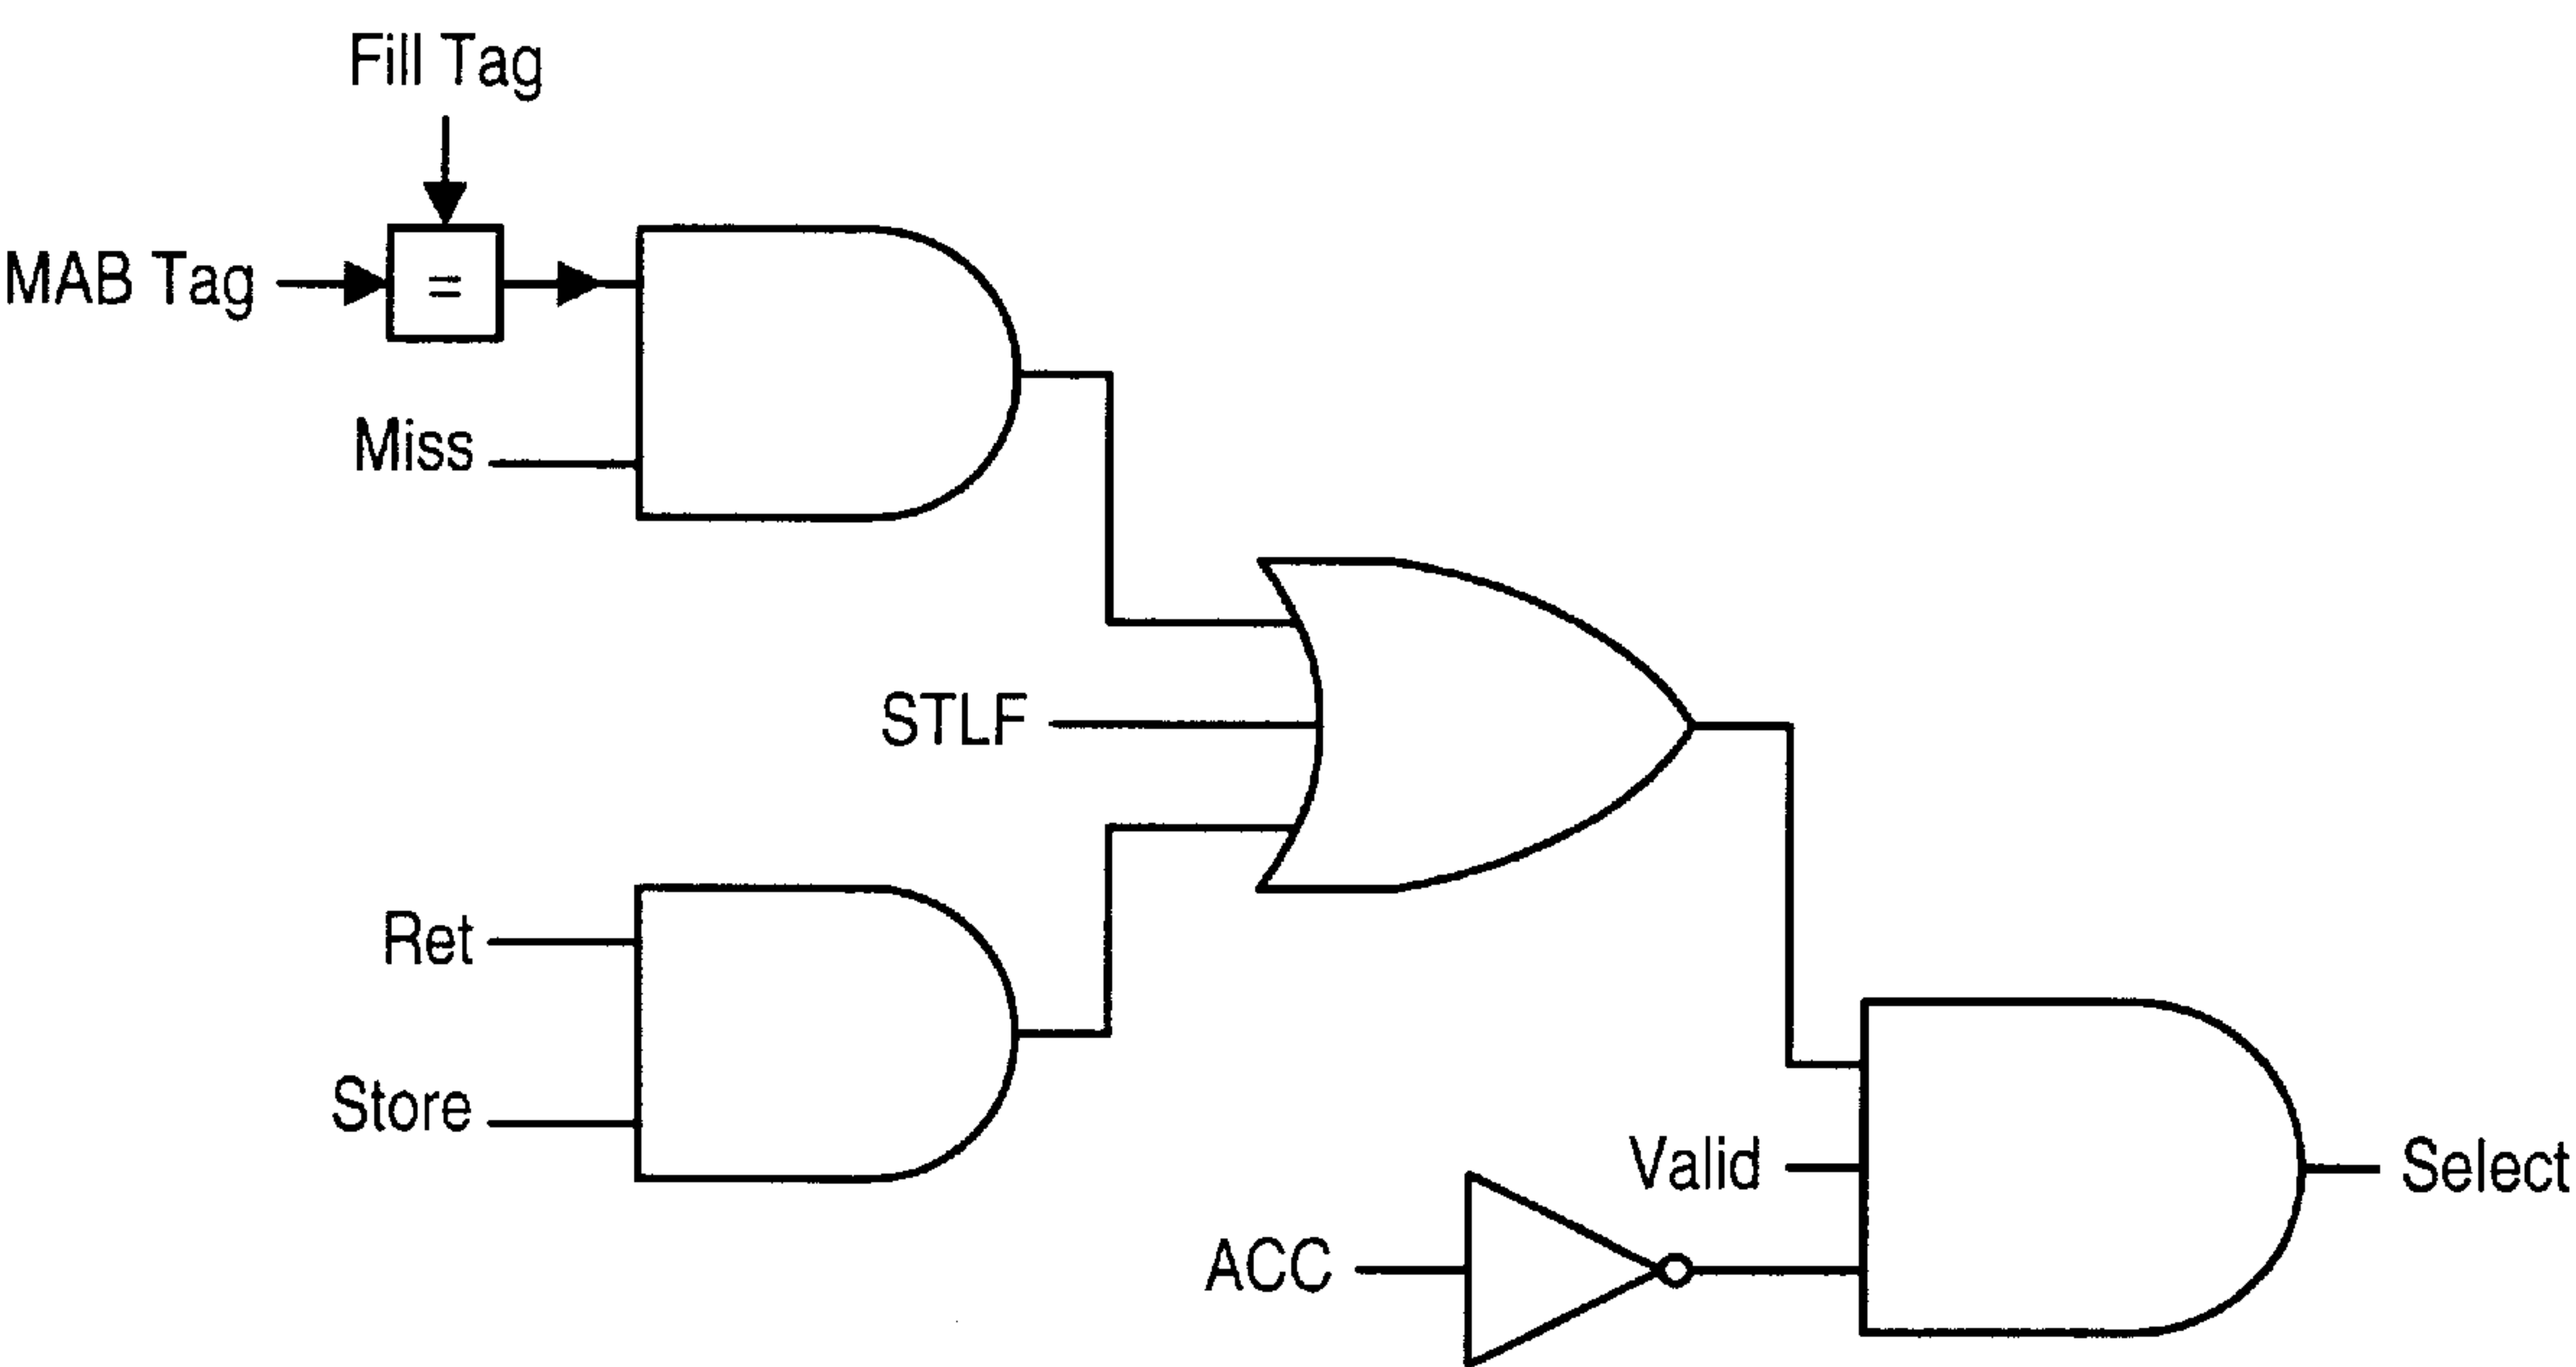 Fill Tag
MAB Tag
=
Miss
STLF
Ret
Store
Valid
Select
ACC